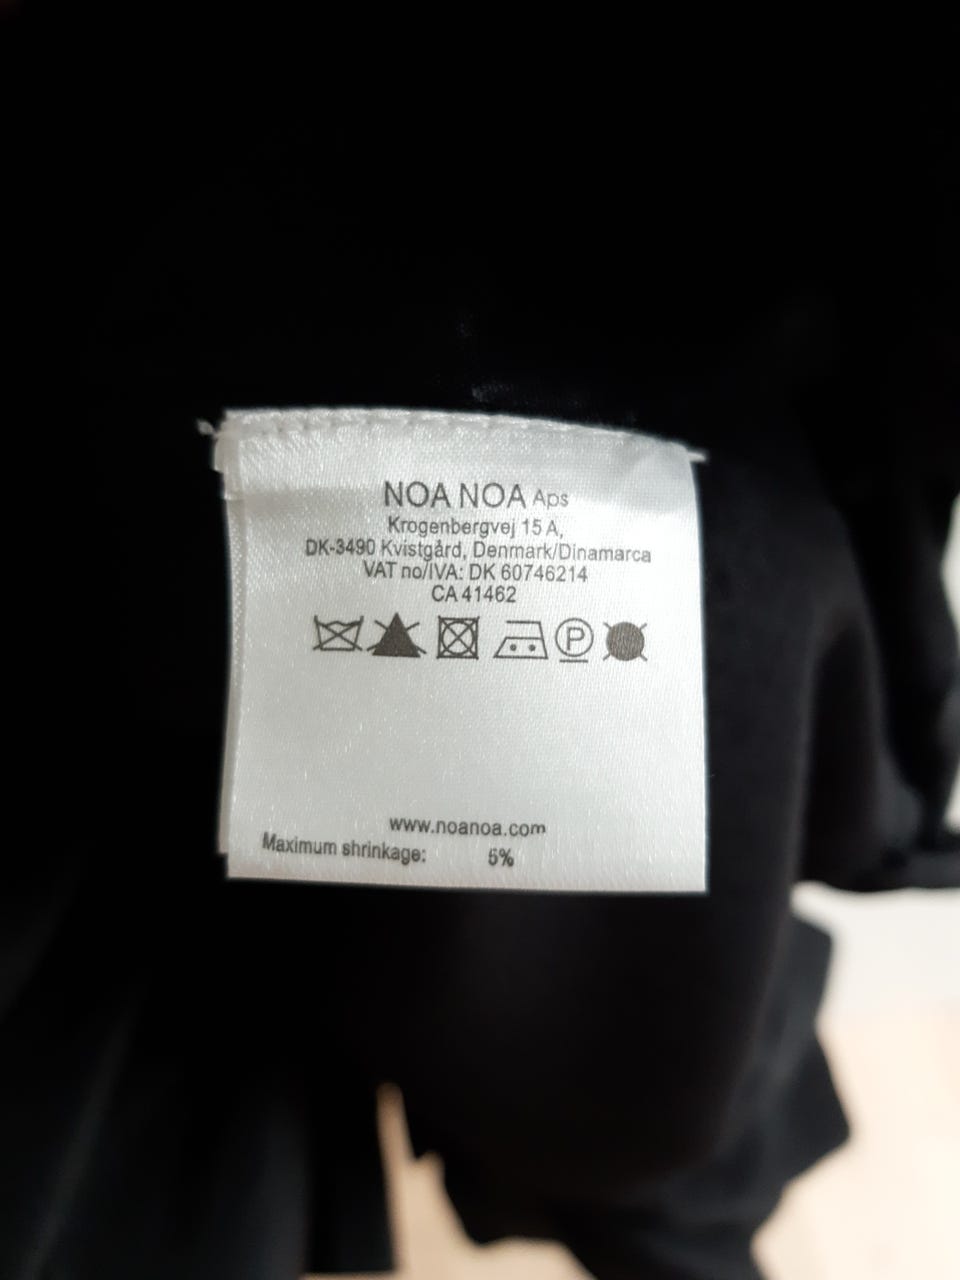 NOA NOA Aps
Krogenbergvej 15 A,
DK-3490 Kvistgård, Denmark/Dinamarca
VAT no/IVA: DK 60746214
CA 41462
P
www.noanoa.com
Maximum shrinkage: 5%